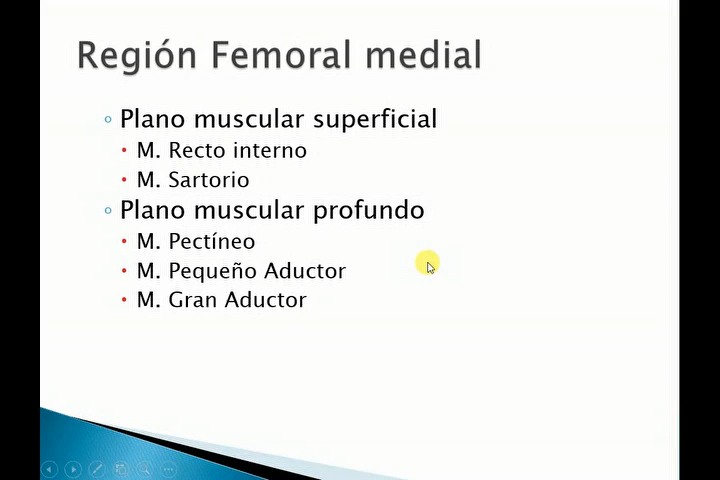 Región Femoral medial
Plano muscular superficial
M. Recto interno
M. Sartorio
Plano muscular profundo
M. Pectíneo
M. Pequeño Aductor
M. Gran Aductor